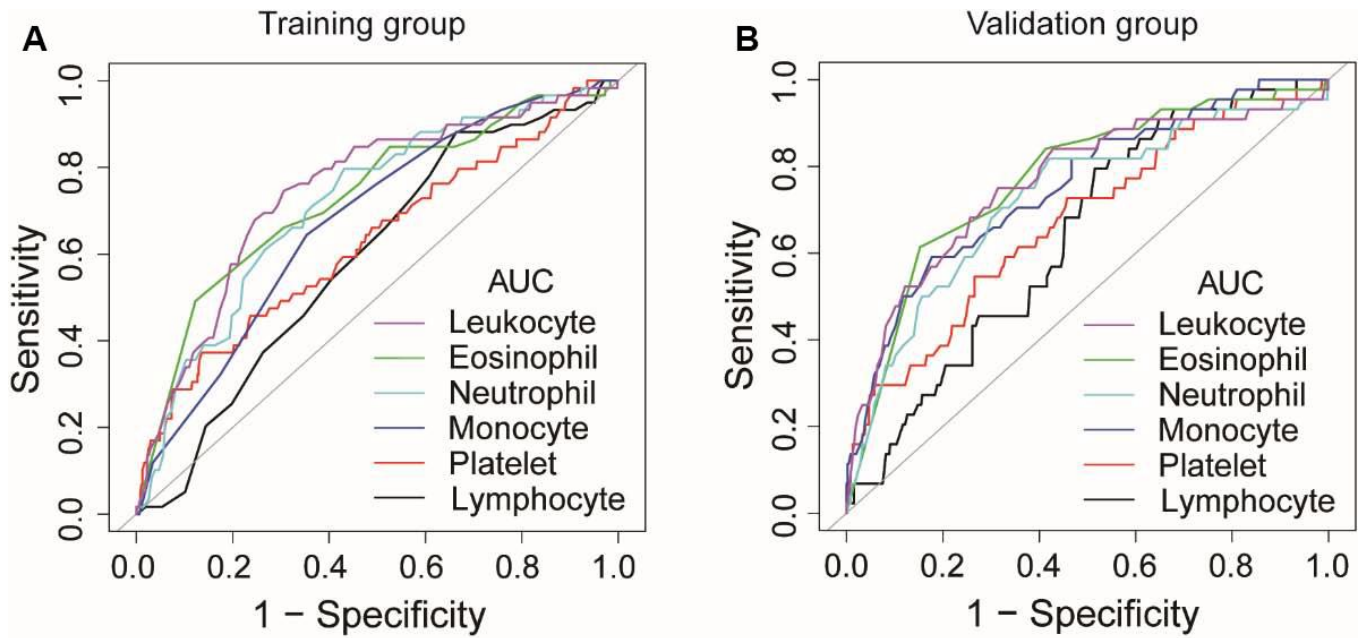 A
Training group
Sensitivity
1.0
0.8
0.6
0.4
0.2
0.0
AUC
Leukocyte
Eosinophil
Neutrophil
Monocyte
Platelet
Lymphocyte
0.0 0.2 0.4 0.6 0.8 1.0
1 − Specificity
B
Validation group
Sensitivity
1.0
0.8
0.6
0.4
0.2
0.0
AUC
Leukocyte
Eosinophil
Neutrophil
Monocyte
Platelet
Lymphocyte
0.0 0.2 0.4 0.6 0.8 1.0
1 − Specificity